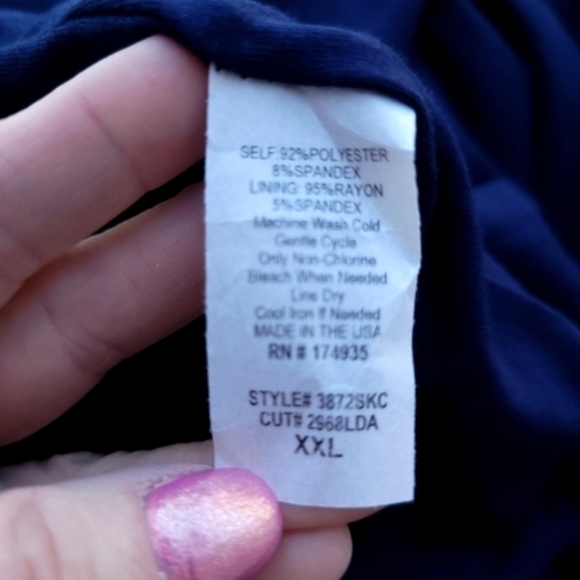 SELF:92%POLYESTER
8%SPANDEX
LINING: 95%RAYON
5%SPANDEX
Machine Wash Cold
Gentle Cycle
Only Non-Chlorine
Bleach When Needed
Line Dry
Cool Iron If Needed
MADE IN THE USA
RN # 174935
STYLE# 3872SKC
CUT# 2968LDA
XXL